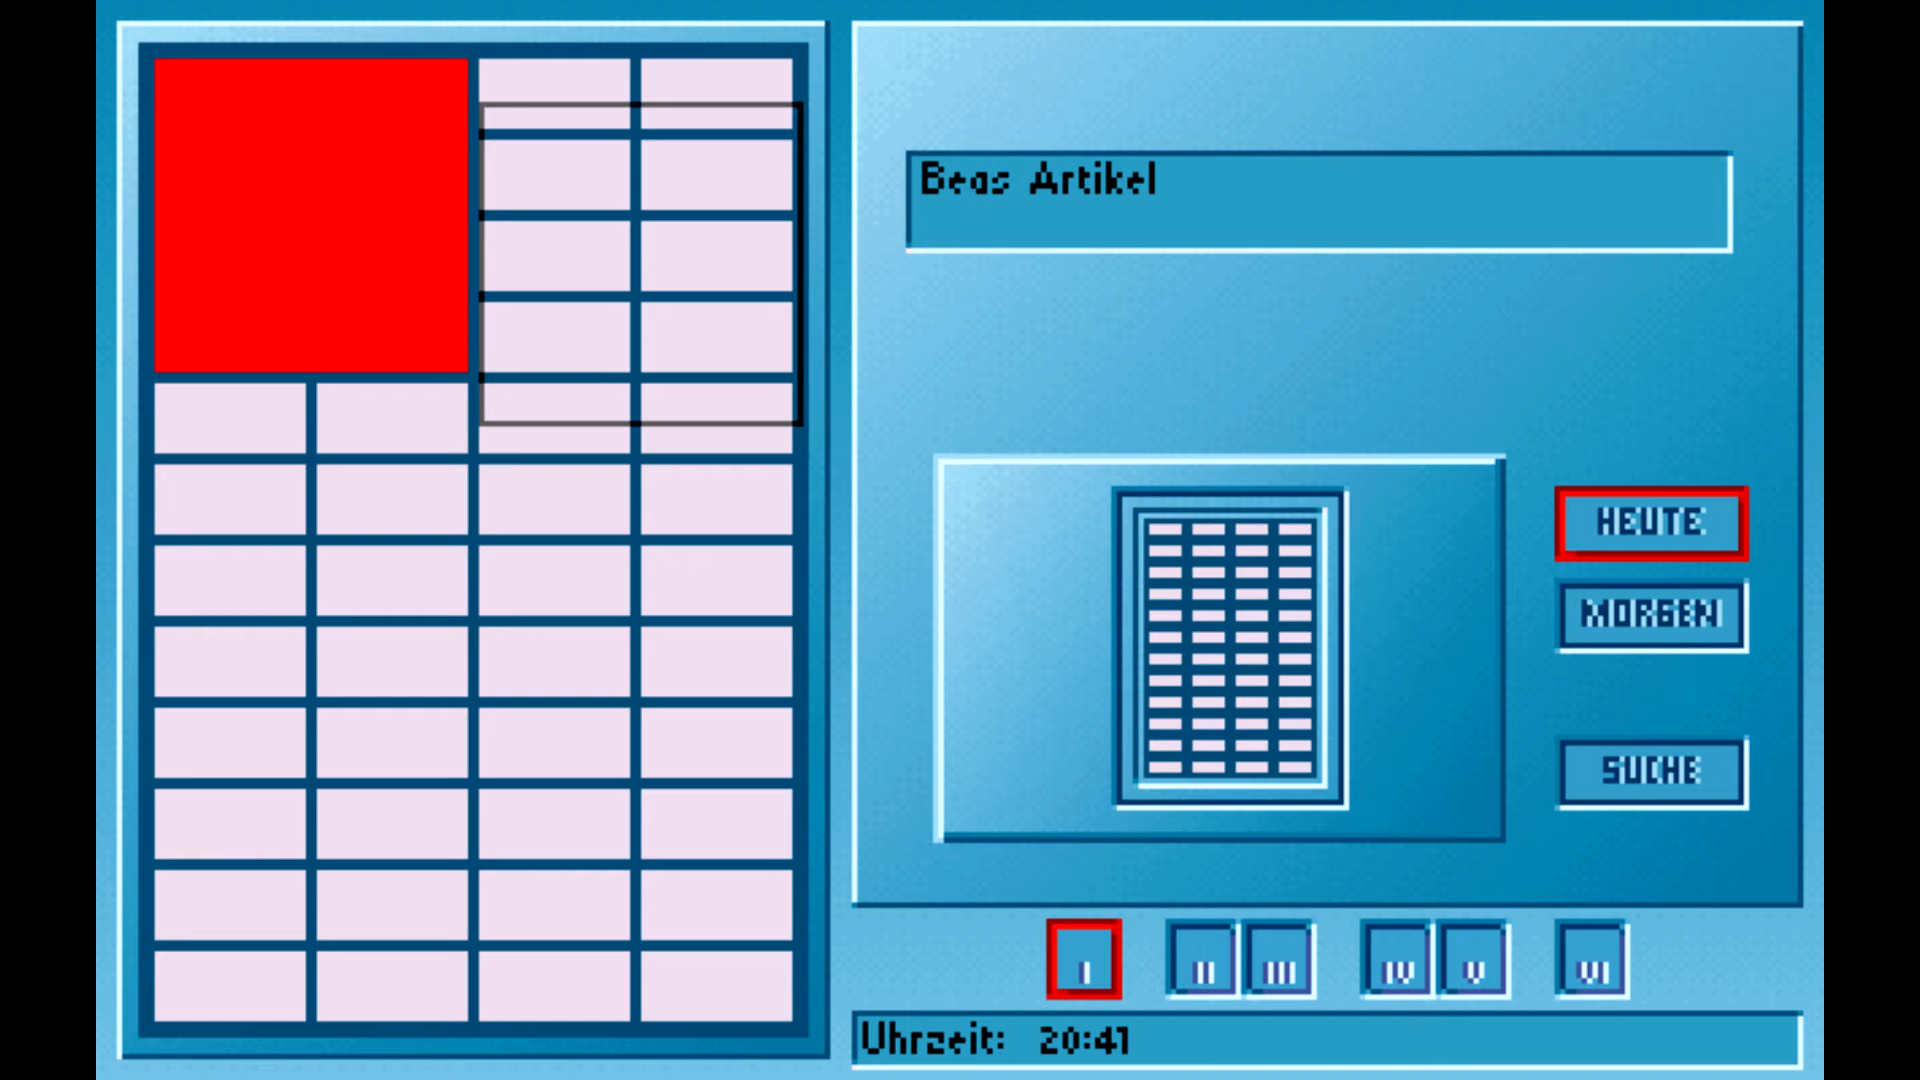 Beas Artikel
HEUTE
MORGEN
SUCHE
I II III IV V VI
Uhrzeit: 20:41